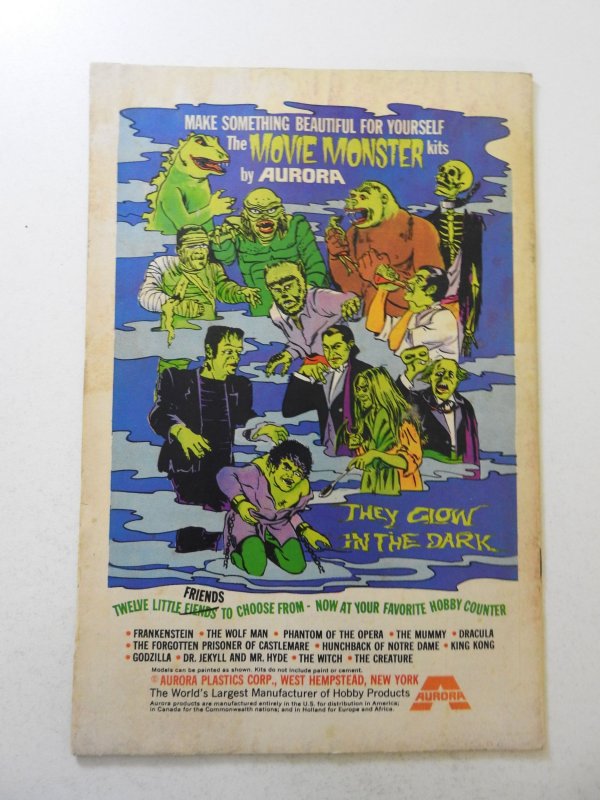 MAKE SOMETHING BEAUTIFUL FOR YOURSELF
The MOVIE MONSTER kits
by AURORA
THEY GLOW
IN THE DARK
FRIENDS
TWELVE LITTLE FIENDS TO CHOOSE FROM - NOW AT YOUR FAVORITE HOBBY COUNTER
• FRANKENSTEIN • THE WOLF MAN • PHANTOM OF THE OPERA • THE MUMMY • DRACULA
• THE FORGOTTEN PRISONER OF CASTLEMARE • HUNCHBACK OF NOTRE DAME • KING KONG
• GODZILLA • DR. JEKYLL AND MR. HYDE • THE WITCH • THE CREATURE
Models can be painted as shown. Kits do not include paint or cement.
© AURORA PLASTICS CORP., WEST HEMPSTEAD, NEW YORK
The World's Largest Manufacturer of Hobby Products
Aurora products are manufactured entirely in the U.S. for distribution in America;
in Canada for the Commonwealth nations; and in Holland for Europe and Africa.
AURORA